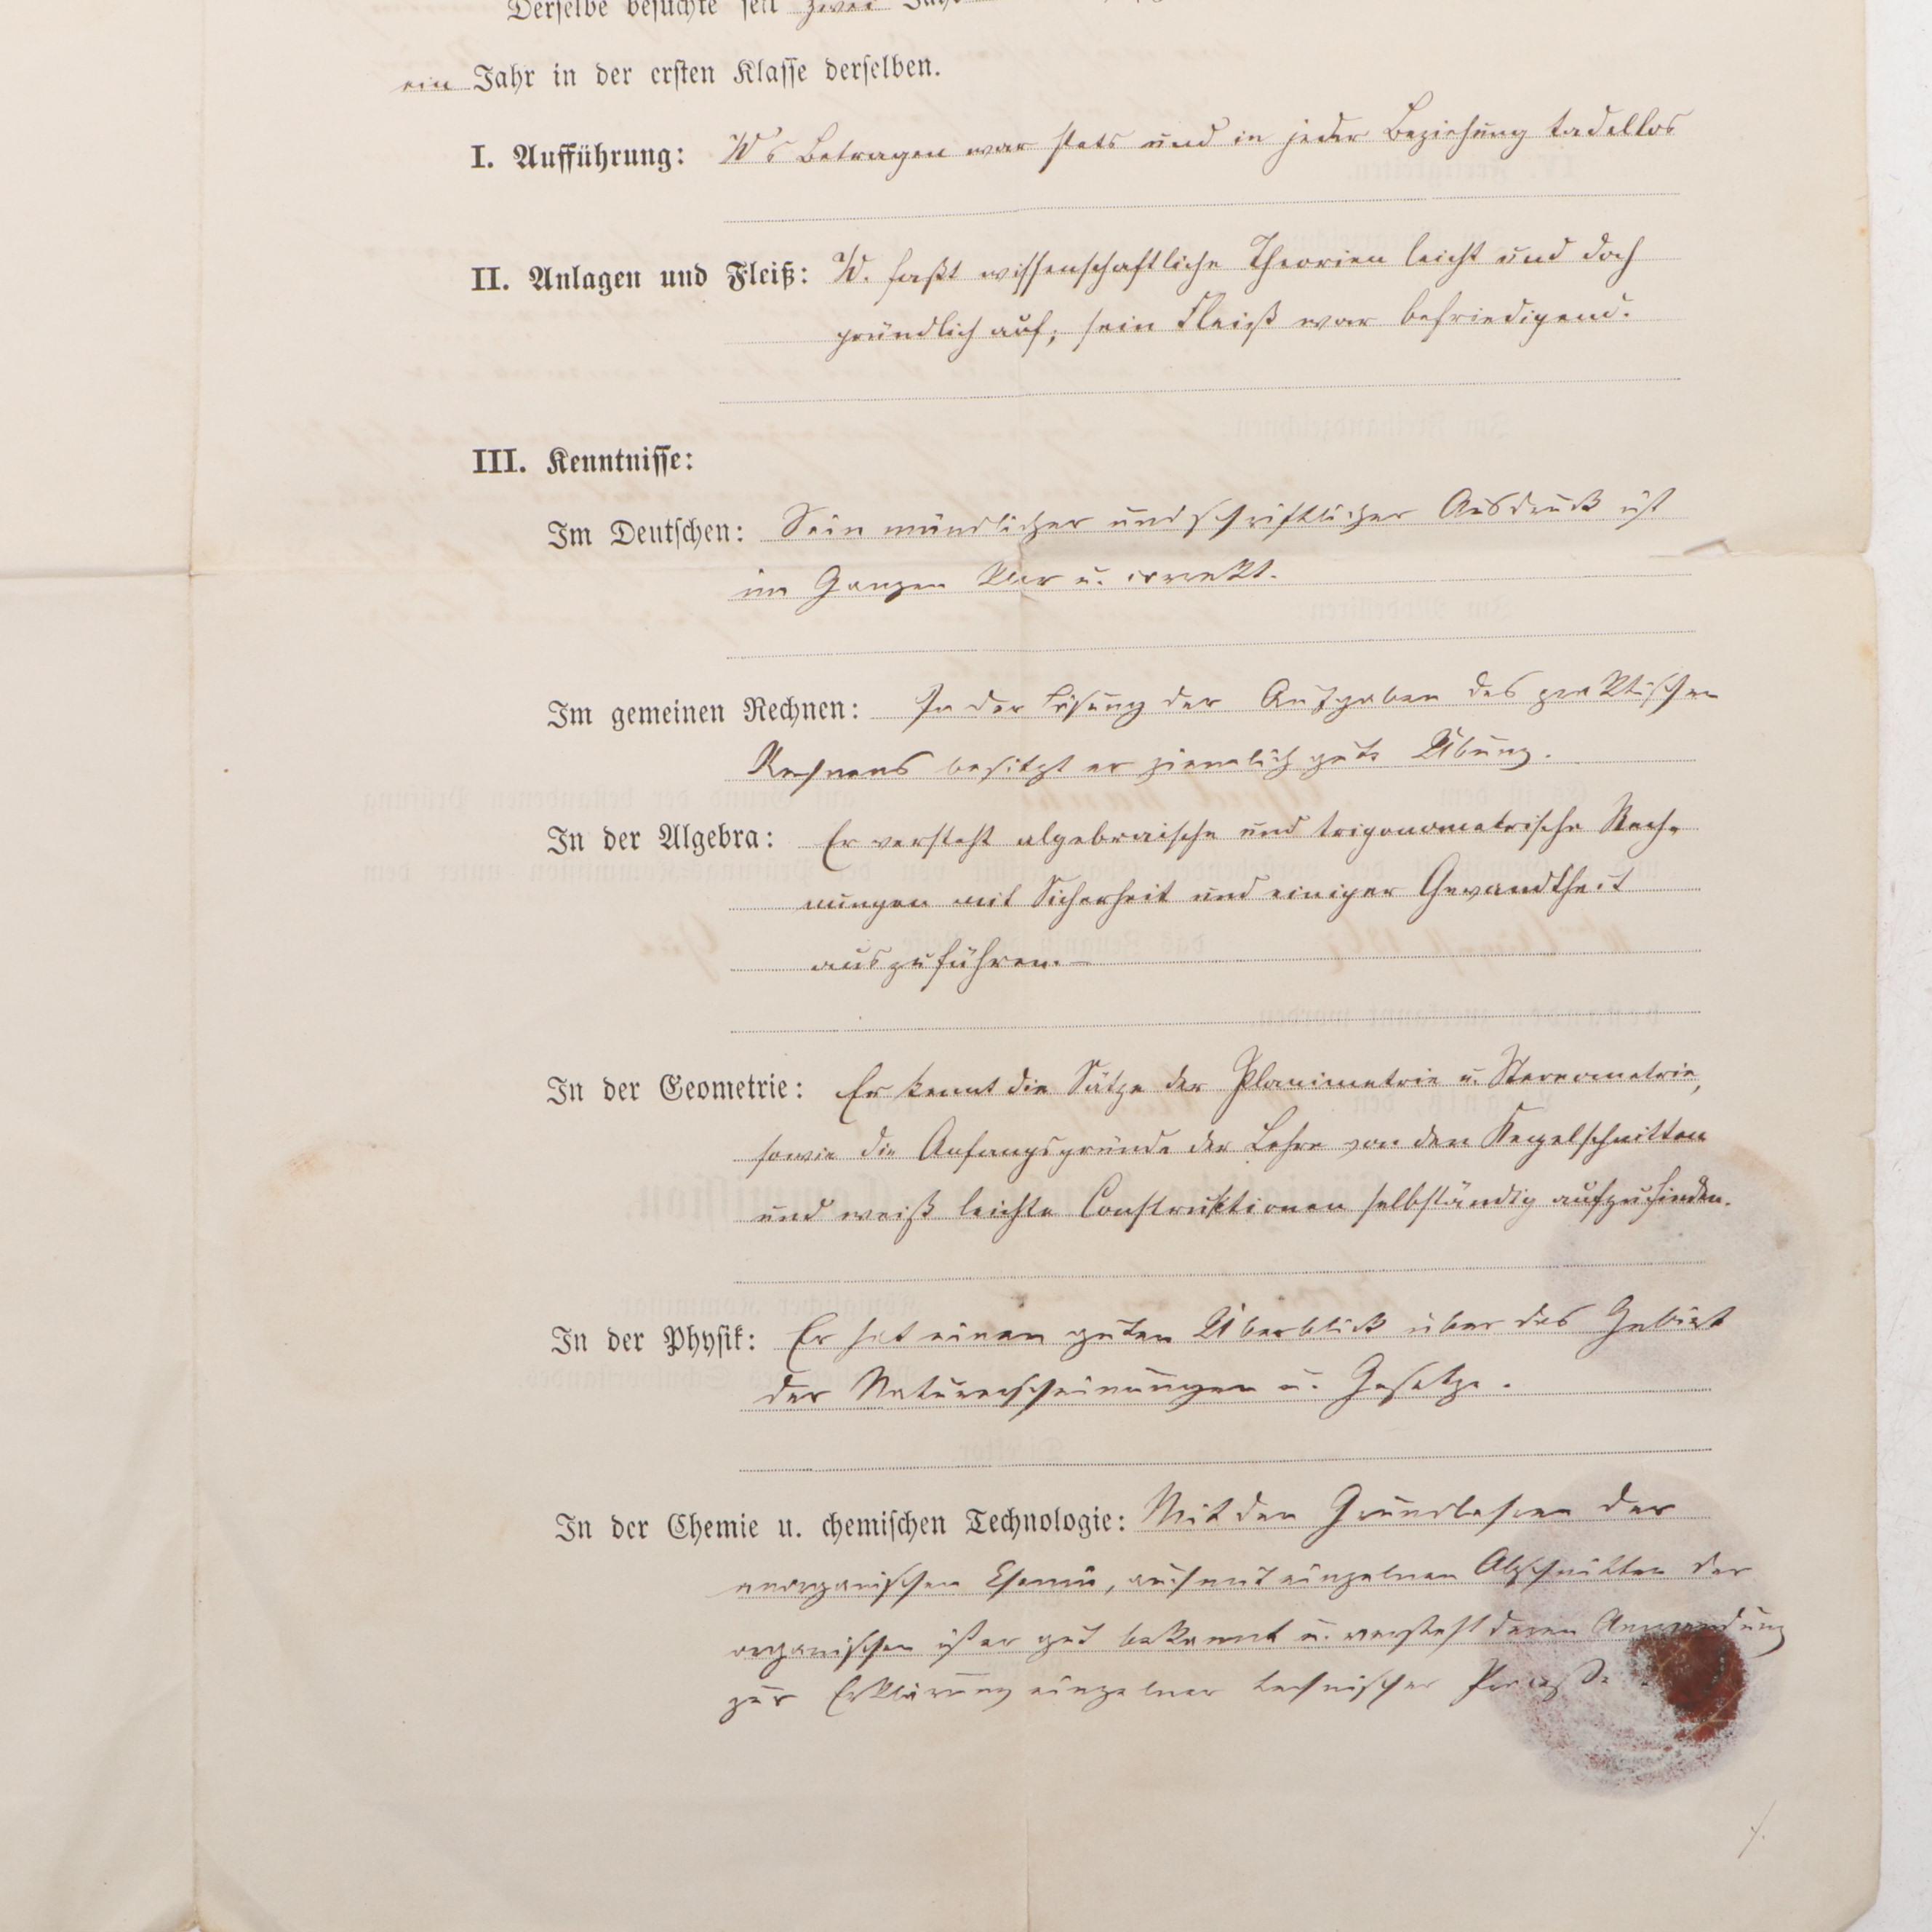 Derselbe besuchte seit zwei Jahr
ein Jahr in der ersten Klasse derselben.
I. Aufführung: W's Betragen war stets und in jeder Beziehung tadellos
II. Anlagen und Fleiß: W. faßt wissenschaftliche Theorien leicht und doch
gründlich auf; sein Fleiß war befriedigend.
III. Kenntnisse:
Im Deutschen: Sein mündlicher und schriftlicher Ausdruck ist
im Ganzen klar u. correkt.
Im gemeinen Rechnen: In der Lösung der Aufgaben des praktischen
Rechnens besitzt er ziemlich gute Übung.
In der Algebra: Er versteht algebraische und trigonometrische Rech-
nungen mit Sicherheit und einiger Gewandtheit
auszuführen.
In der Geometrie: Er kennt die Sätze der Planimetrie u. Stereometrie,
sowie die Anfangsgründe der Lehre von den Kegelschnitten
und weiß leichte Construktionen selbständig aufzufinden.
In der Physik: Er hat einen guten Überblick über das Gebiet
der Naturerscheinungen u. Gesetze.
In der Chemie u. chemischen Technologie: Mit den Grundlehren der
anorganischen Chemie, auch mit einzelnen Abschnitten der
organischen ist er gut bekannt u. versteht deren Anwendung
zur Erklärung einzelner technischer Processe